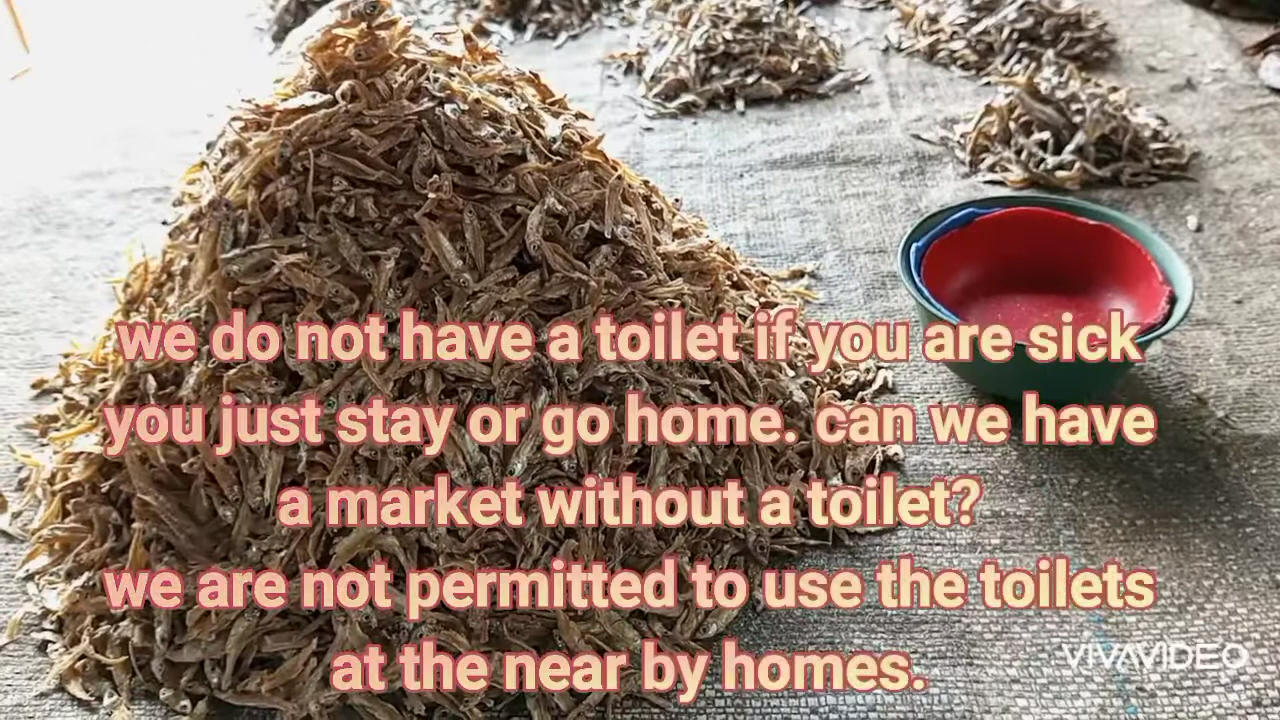 we do not have a toilet if you are sick
you just stay or go home. can we have
a market without a toilet?
we are not permitted to use the toilets
at the near by homes.
VIVAVIDEO